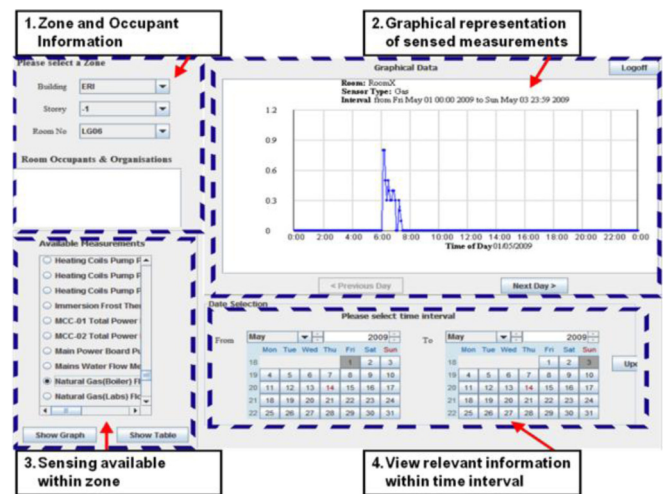 1. Zone and Occupant
Information
2. Graphical representation
of sensed measurements
Please select a Zone
Building ERI
Storey -1
Room No LG06
Room Occupants & Organisations
Graphical Data
Logoff
Room: RoomX
Sensor Type: Gas
Interval from Fri May 01 00:00 2009 to Sun May 03 23:59 2009
1.2
0.9
0.6
0.3
0
0:00 2:00 4:00 6:00 8:00 10:00 12:00 14:00 16:00 18:00 20:00 22:00 0:00
Time of Day 01/05/2009
< Previous Day
Next Day >
Available Measurements
Heating Coils Pump F
Heating Coils Pump F
Heating Coils Pump F
Immersion Frost Ther
MCC-01 Total Power
MCC-02 Total Power
Main Power Board Po
Mains Water Flow Me
Natural Gas(Boiler) Fl
Natural Gas(Labs) Flo
Show Graph
Show Table
Date Selection
Please select time interval
From May 2009
Mon Tue Wed Thu Fri Sat Sun
18 1 2 3
19 4 5 6 7 8 9 10
20 11 12 13 14 15 16 17
21 18 19 20 21 22 23 24
22 25 26 27 28 29 30 31
To May 2009
Mon Tue Wed Thu Fri Sat Sun
18 1 2 3
19 4 5 6 7 8 9 10
20 11 12 13 14 15 16 17
21 18 19 20 21 22 23 24
22 25 26 27 28 29 30 31
Upd
3. Sensing available
within zone
4. View relevant information
within time interval